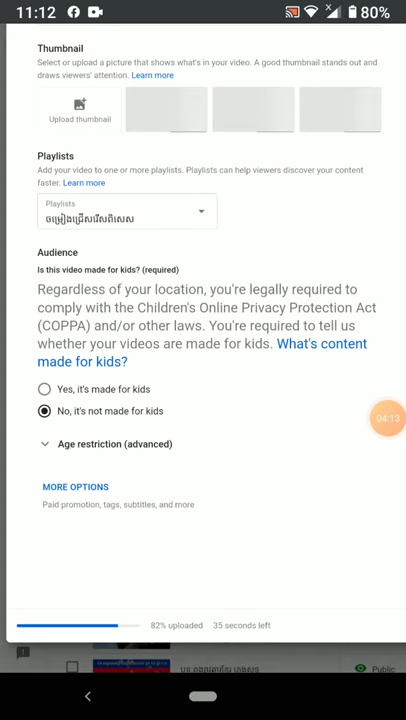 11:12
80%
Thumbnail
Select or upload a picture that shows what's in your video. A good thumbnail stands out and
draws viewers' attention. Learn more
Upload thumbnail
Playlists
Add your video to one or more playlists. Playlists can help viewers discover your content
faster. Learn more
Playlists
ចម្រៀងជ្រើសរើសពិសេស
Audience
Is this video made for kids? (required)
Regardless of your location, you're legally required to
comply with the Children's Online Privacy Protection Act
(COPPA) and/or other laws. You're required to tell us
whether your videos are made for kids. What's content
made for kids?
Yes, it's made for kids
No, it's not made for kids
04:13
Age restriction (advanced)
MORE OPTIONS
Paid promotion, tags, subtitles, and more
82% uploaded 35 seconds left
Public